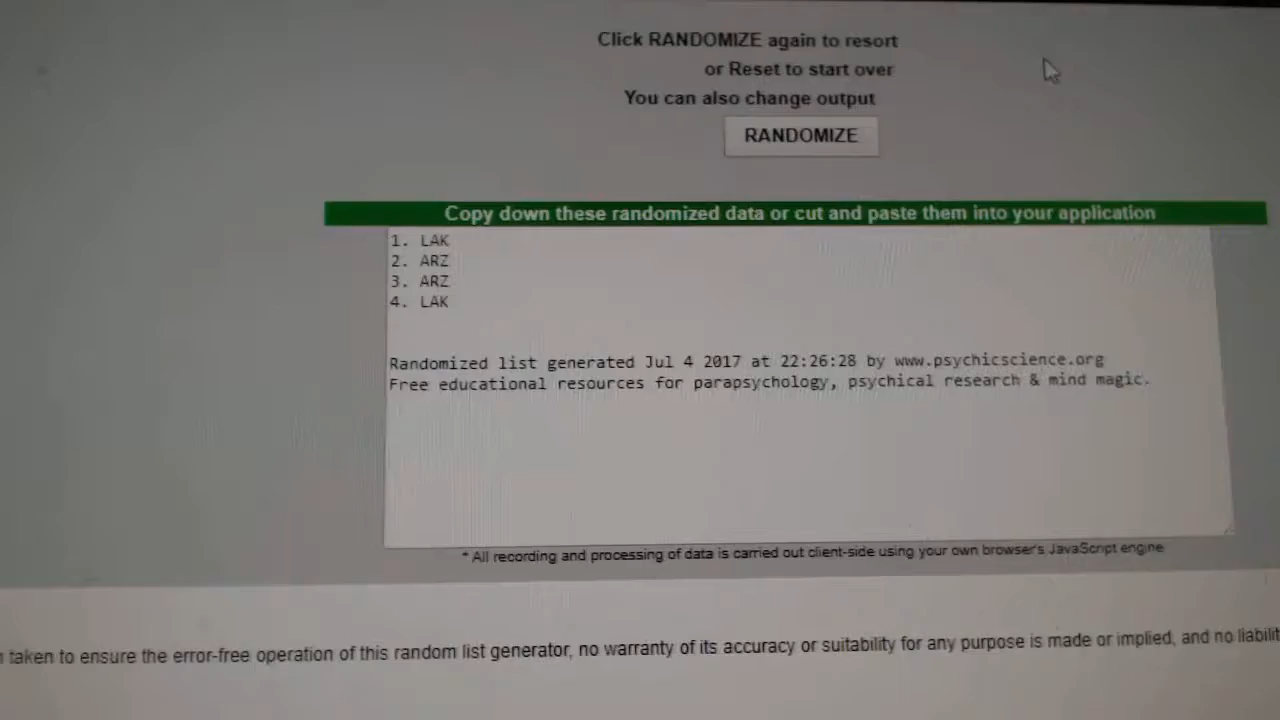 Click RANDOMIZE again to resort
or Reset to start over
You can also change output
RANDOMIZE
Copy down these randomized data or cut and paste them into your application
1. LAK
2. ARZ
3. ARZ
4. LAK
Randomized list generated Jul 4 2017 at 22:26:28 by www.psychicscience.org
Free educational resources for parapsychology, psychical research & mind magic.
* All recording and processing of data is carried out client-side using your own browser's JavaScript engine
taken to ensure the error-free operation of this random list generator, no warranty of its accuracy or suitability for any purpose is made or implied, and no